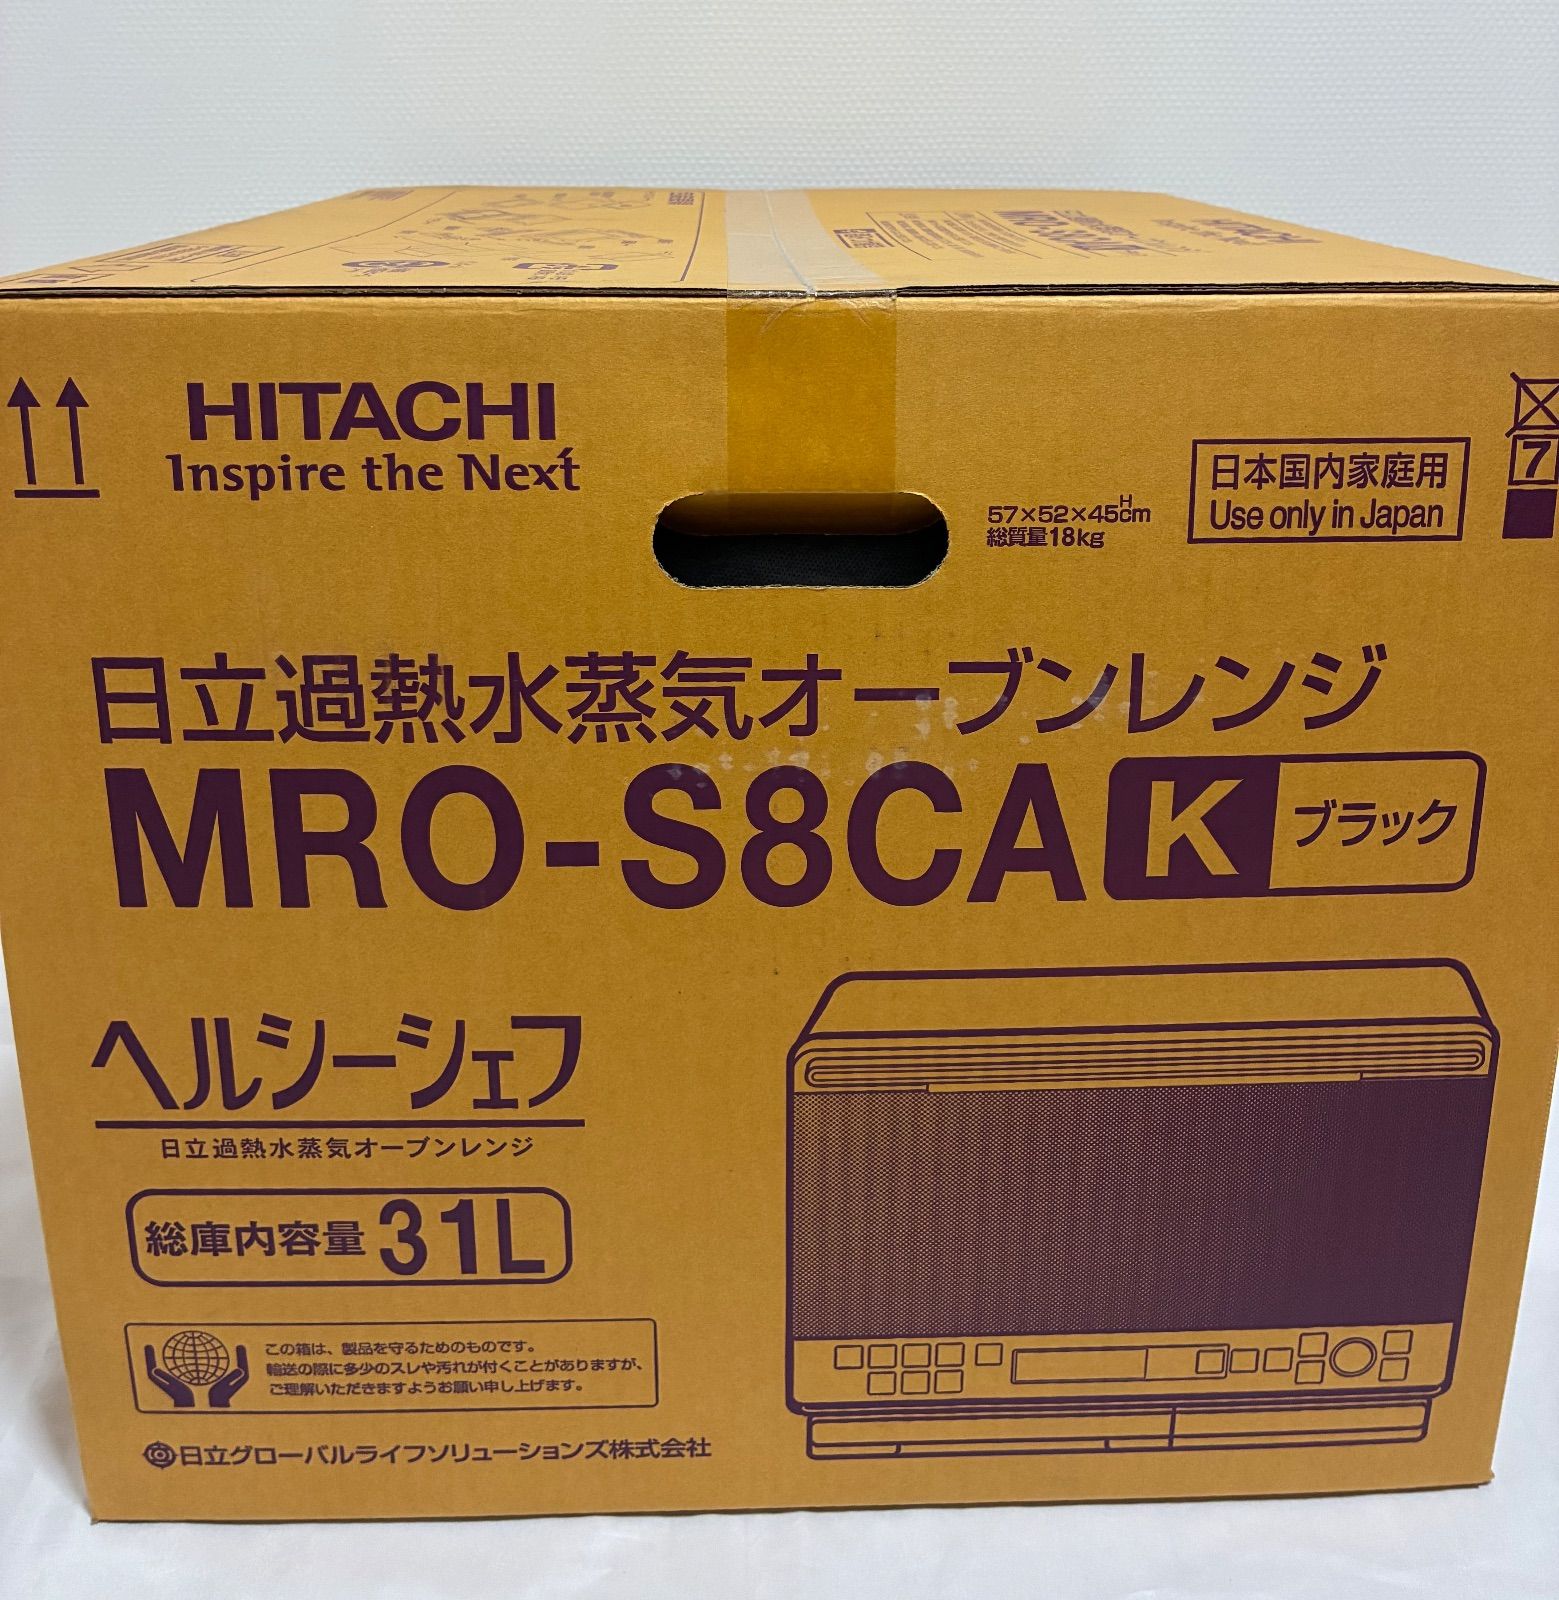 HITACHI
Inspire the Next
57×52×45cm
H
総質量18kg
日本国内家庭用
Use only in Japan
7
日立過熱水蒸気オーブンレンジ
MRO-S8CA K ブラック
ヘルシーシェフ
日立過熱水蒸気オーブンレンジ
総庫内容量 31L
この箱は、製品を守るためのものです。
輸送の際に多少のスレや汚れが付くことがありますが、
ご理解いただきますようお願い申し上げます。
日立グローバルライフソリューションズ株式会社